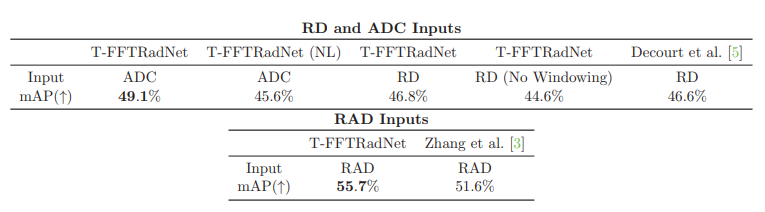 RD and ADC Inputs
T-FFTRadNet T-FFTRadNet (NL) T-FFTRadNet T-FFTRadNet Decourt et al. [5]
Input ADC ADC RD RD (No Windowing) RD
mAP(↑) 49.1% 45.6% 46.8% 44.6% 46.6%
RAD Inputs
T-FFTRadNet Zhang et al. [3]
Input RAD RAD
mAP(↑) 55.7% 51.6%